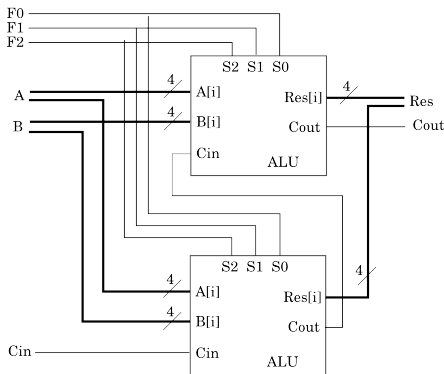 F0
F1
F2
S2 S1 S0
4
A
A[i]
4
Res[i]
Res
4
B
B[i]
Cout
Cout
Cin
ALU
S2 S1 S0
4
A[i]
4
Res[i]
4
B[i]
Cout
Cin
Cin
ALU